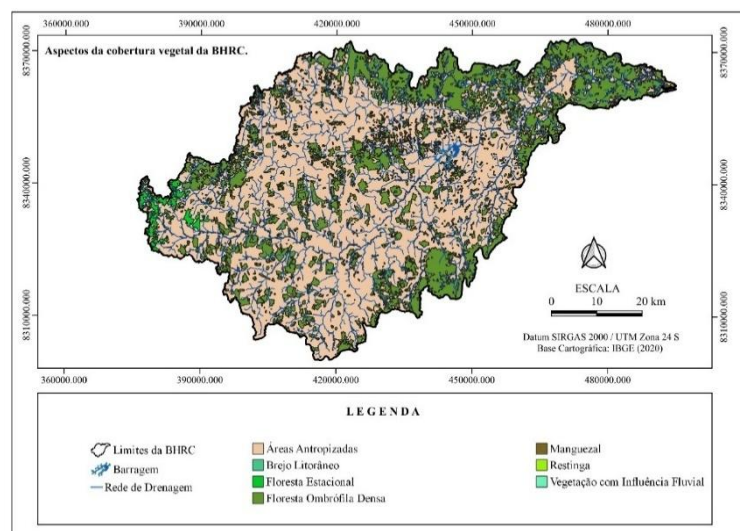 360000.000 390000.000 420000.000 450000.000 480000.000
Aspectos da cobertura vegetal da BHRC.
8370000.000 8370000.000
8340000.000 8340000.000
ESCALA
0 10 20 km
8310000.000 8310000.000
Datum SIRGAS 2000 / UTM Zona 24 S
Base Cartográfica: IBGE (2020)
360000.000 390000.000 420000.000 450000.000 480000.000
LEGENDA
Limites da BHRC
Barragem
Rede de Drenagem
Áreas Antropizadas
Brejo Litorâneo
Floresta Estacional
Floresta Ombrófila Densa
Manguezal
Restinga
Vegetação com Influência Fluvial